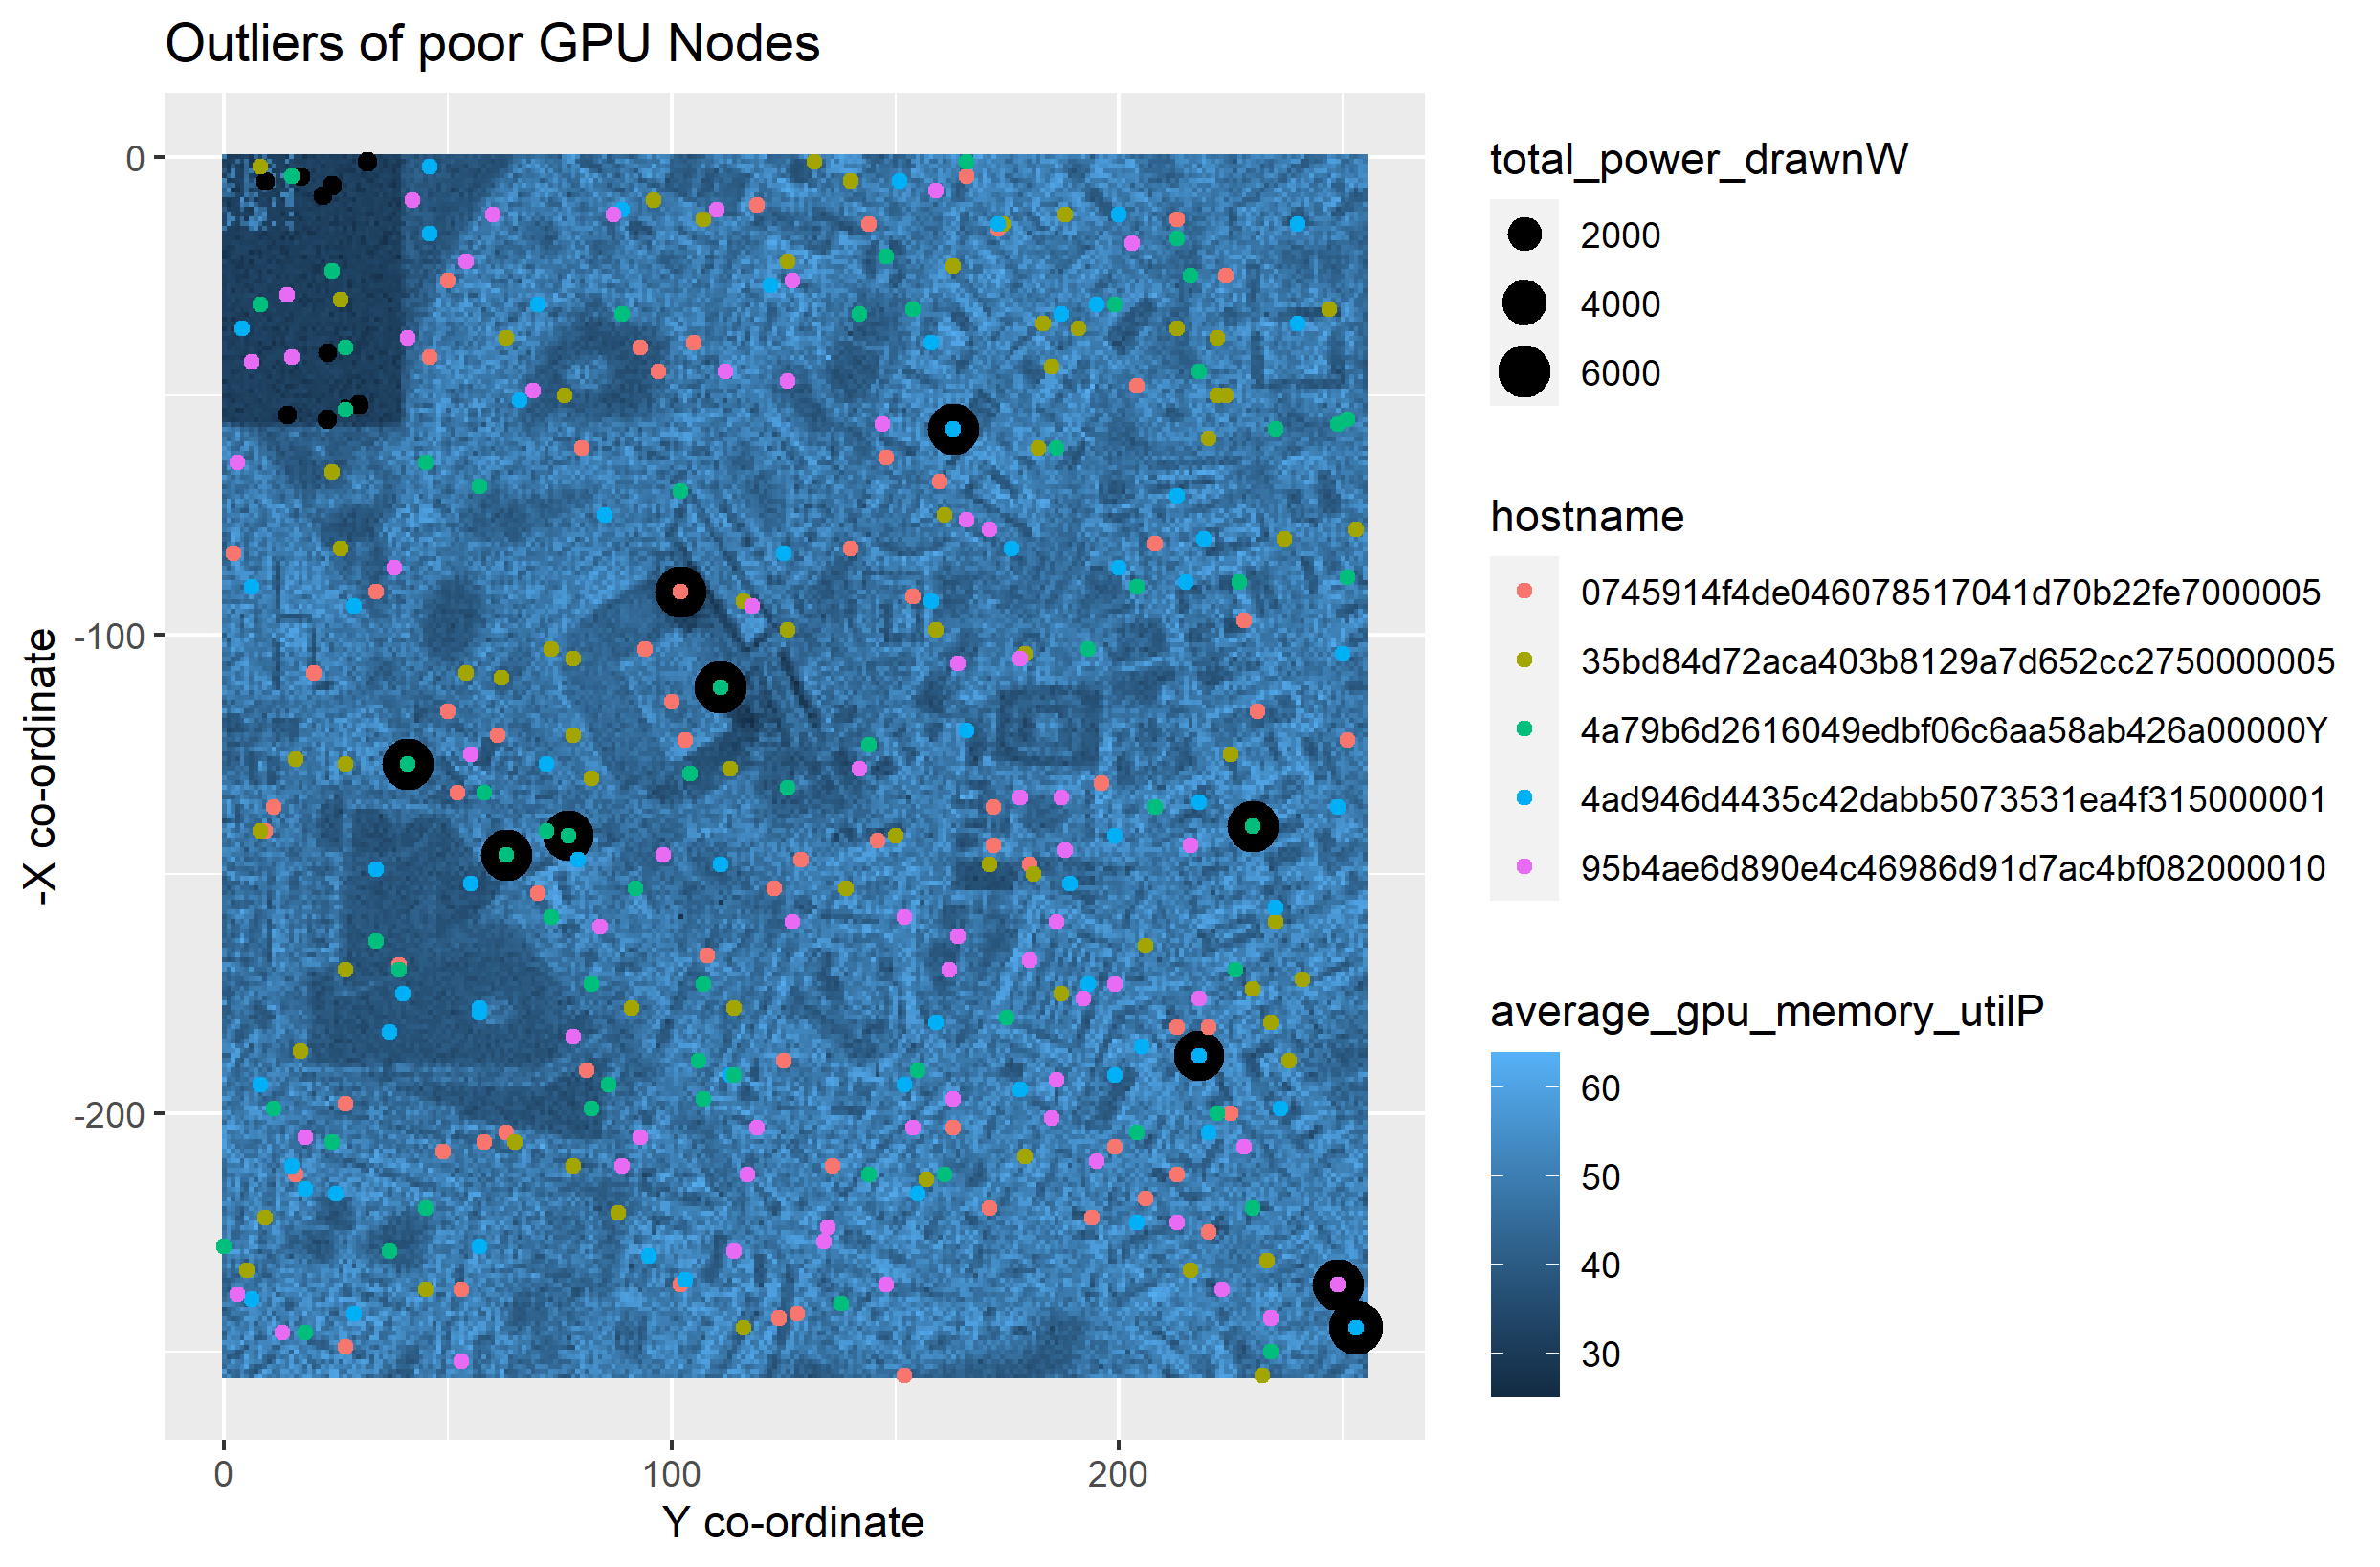 Outliers of poor GPU Nodes
0
-100
-200
-X co-ordinate
0 100 200
Y co-ordinate
total_power_drawnW
2000
4000
6000
hostname
0745914f4de046078517041d70b22fe7000005
35bd84d72aca403b8129a7d652cc2750000005
4a79b6d2616049edbf06c6aa58ab426a00000Y
4ad946d4435c42dabb5073531ea4f315000001
95b4ae6d890e4c46986d91d7ac4bf082000010
average_gpu_memory_utilP
60
50
40
30